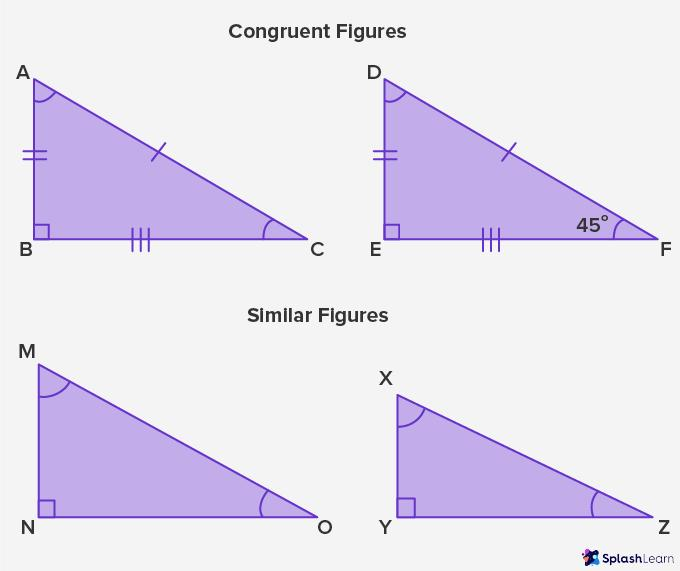 Congruent Figures
A
D
45°
B
C
E
F
Similar Figures
M
X
N
O
Y
Z
SplashLearn